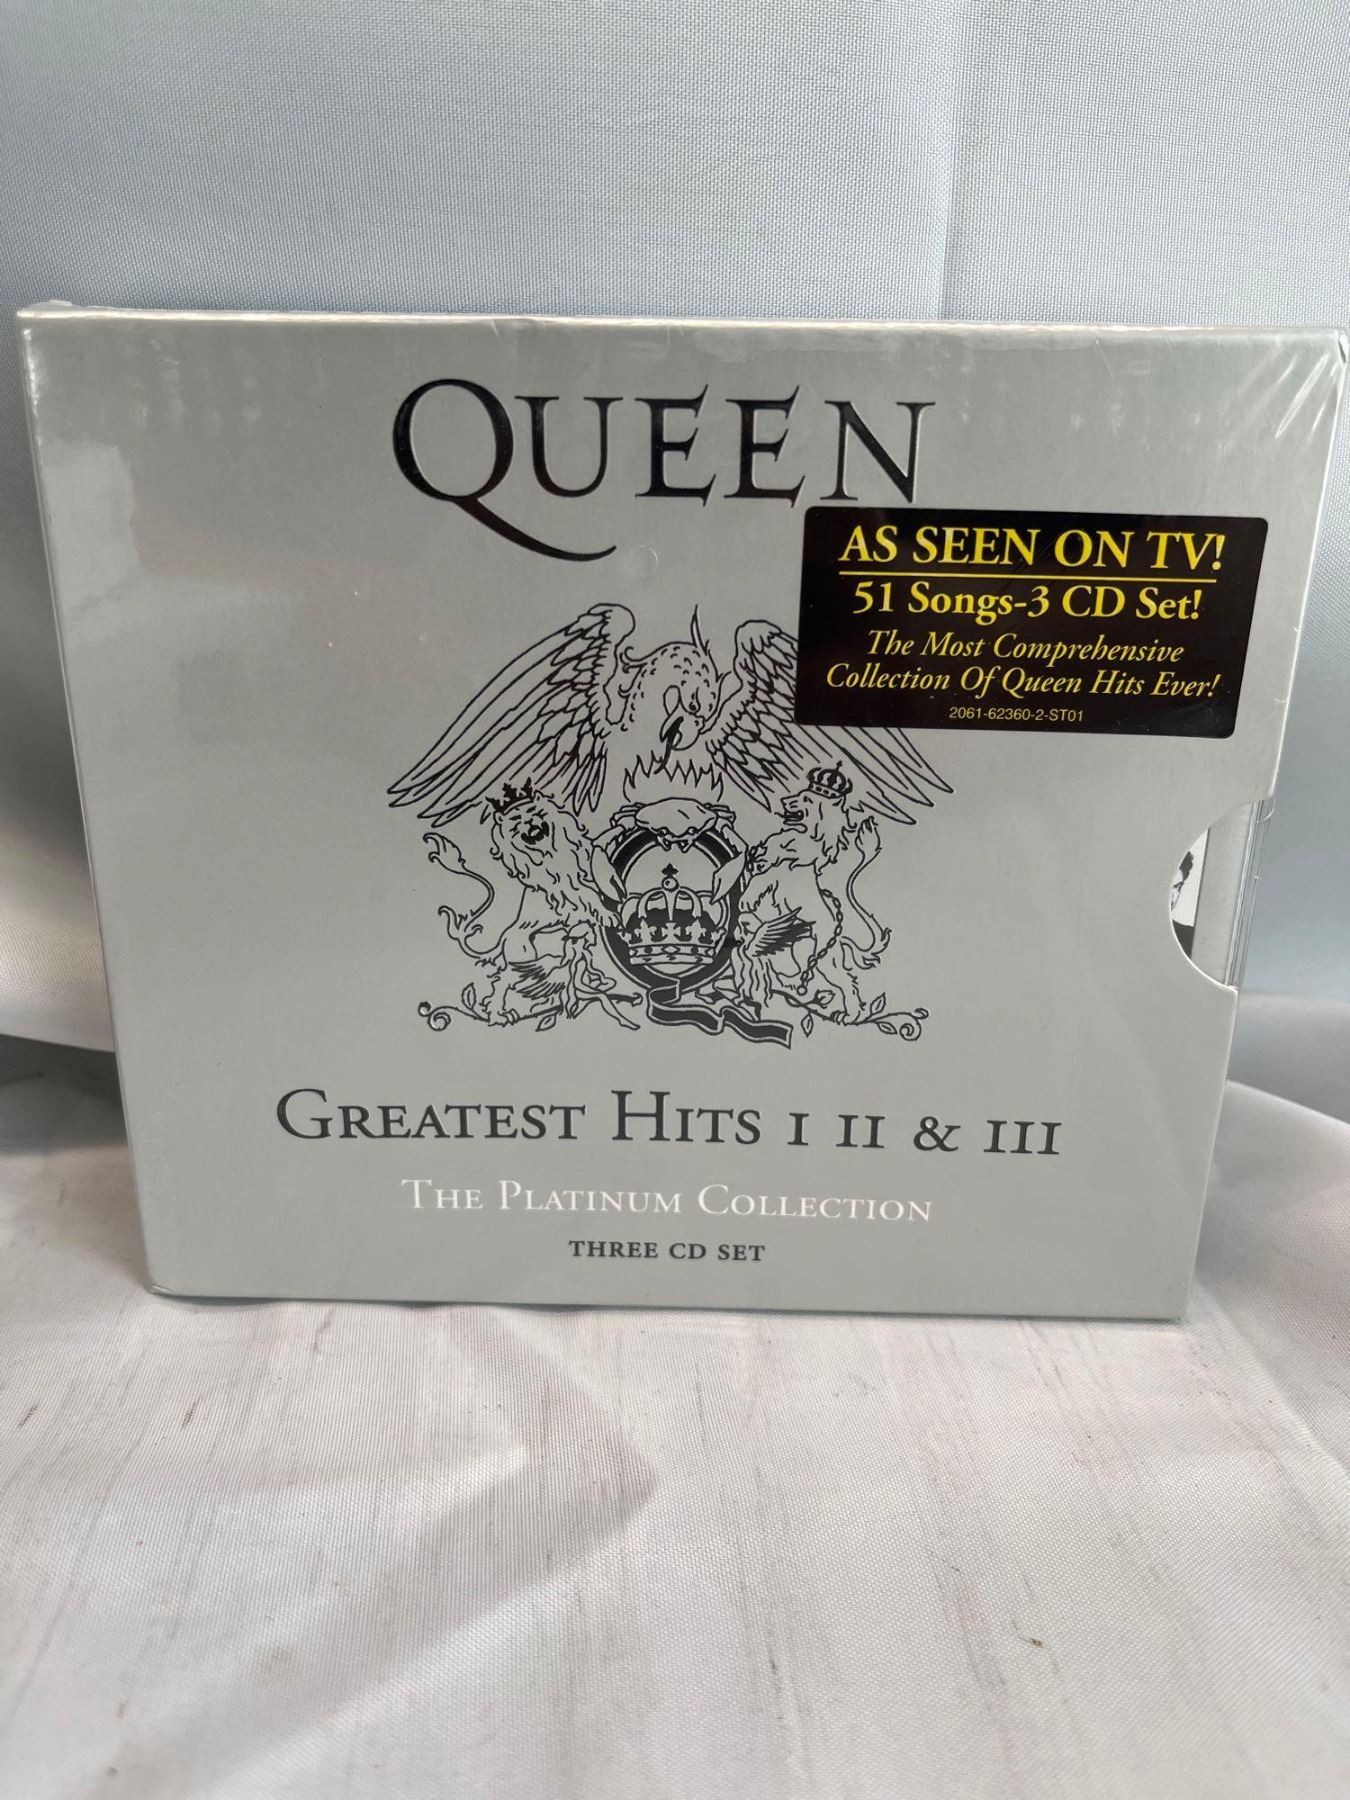 QUEEN
AS SEEN ON TV!
51 Songs-3 CD Set!
The Most Comprehensive
Collection Of Queen Hits Ever!
2061-62360-2-ST01
GREATEST HITS I II & III
THE PLATINUM COLLECTION
THREE CD SET